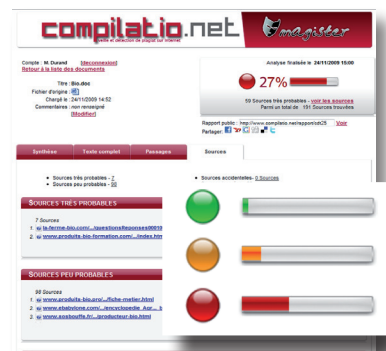 compilatio.net
veille et détection de plagiat sur internet
magister
Compte : M. Durand [deconnexion]
Retour à la liste des documents
Analyse finalisée le 24/11/2009 15:00
27%
Titre : Bio.doc
Fichier d'origine :
Chargé le : 24/11/2009 14:52
Commentaires : non renseigné
[Modifier]
59 Sources très probables - voir les sources
Parmi un total de 191 Sources trouvées
Rapport public : http://www.compilatio.net/rapport/sdt25 Voir
Partager:
Synthèse
Texte complet
Passages
Sources
Sources très probables - 7
Sources peu probables - 98
Sources accidentelles- 0 Sources
SOURCES TRÈS PROBABLES
7 Sources
1. la-ferme-bio.com/.../questions
2. www.produits-bio-formation.com/.../index.htm
SOURCES PEU PROBABLES
98 Sources
1. www.produits-bio.pro/.../fiche-metier.html
2. www.ebabylone.com/...encyclopedie_Agr...
3. www.sosbouffe.fr/.../producteur-bio.html